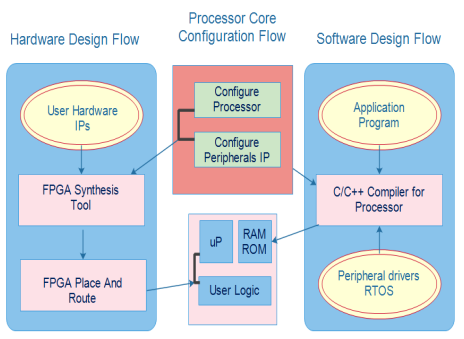 Hardware Design Flow
Processor Core
Configuration Flow
Software Design Flow
User Hardware
IPs
FPGA Synthesis
Tool
FPGA Place And
Route
Configure
Processor
Configure
Peripherals IP
uP
RAM
ROM
User Logic
Application
Program
C/C++ Compiler for
Processor
Peripheral drivers
RTOS